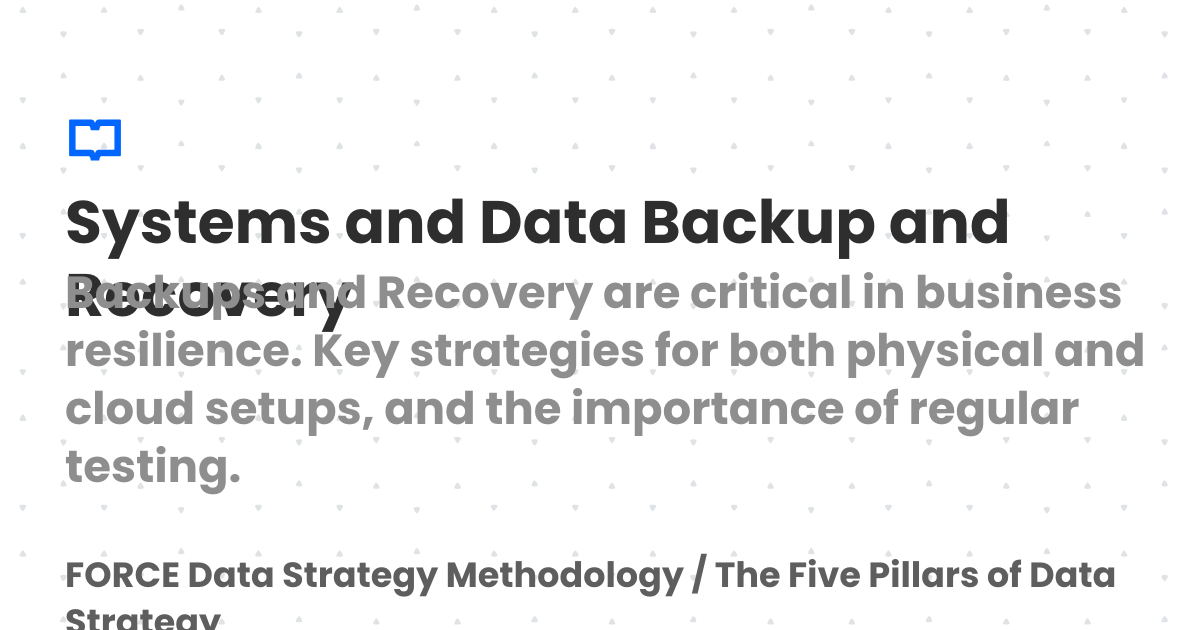 Systems and Data Backup and
Recovery
Backups and Recovery are critical in business
resilience. Key strategies for both physical and
cloud setups, and the importance of regular
testing.
FORCE Data Strategy Methodology / The Five Pillars of Data
Strategy